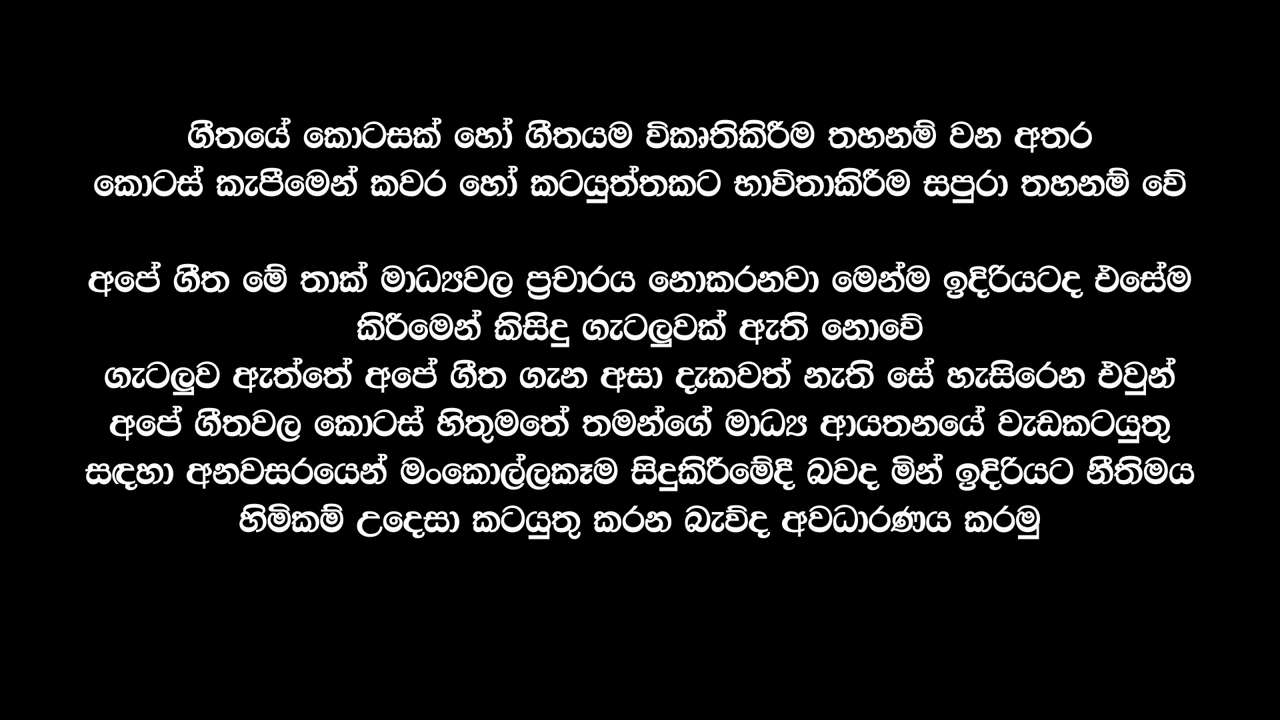 ගීතයේ කොටසක් හෝ ගීතයම විකෘතිකිරීම තහනම් වන අතර
කොටස් කැපීමෙන් කවර හෝ කටයුත්තකට භාවිතාකිරීම සපුරා තහනම් වේ
අපේ ගීත මේ තාක් මාධ්‍යවල ප්‍රචාරය නොකරනවා මෙන්ම ඉදිරියටද එසේම
කිරීමෙන් කිසිදු ගැටලුවක් ඇති නොවේ
ගැටලුව ඇත්තේ අපේ ගීත ගැන අසා දැකවත් නැති සේ හැසිරෙන එවුන්
අපේ ගීතවල කොටස් හිතුමතේ තමන්ගේ මාධ්‍ය ආයතනයේ වැඩකටයුතු
සඳහා අනවසරයෙන් මංකොල්ලකෑම සිදුකිරීමේදී බවද මින් ඉදිරියට නීතිමය
හිමිකම් උදෙසා කටයුතු කරන බැව්ද අවධාරණය කරමු